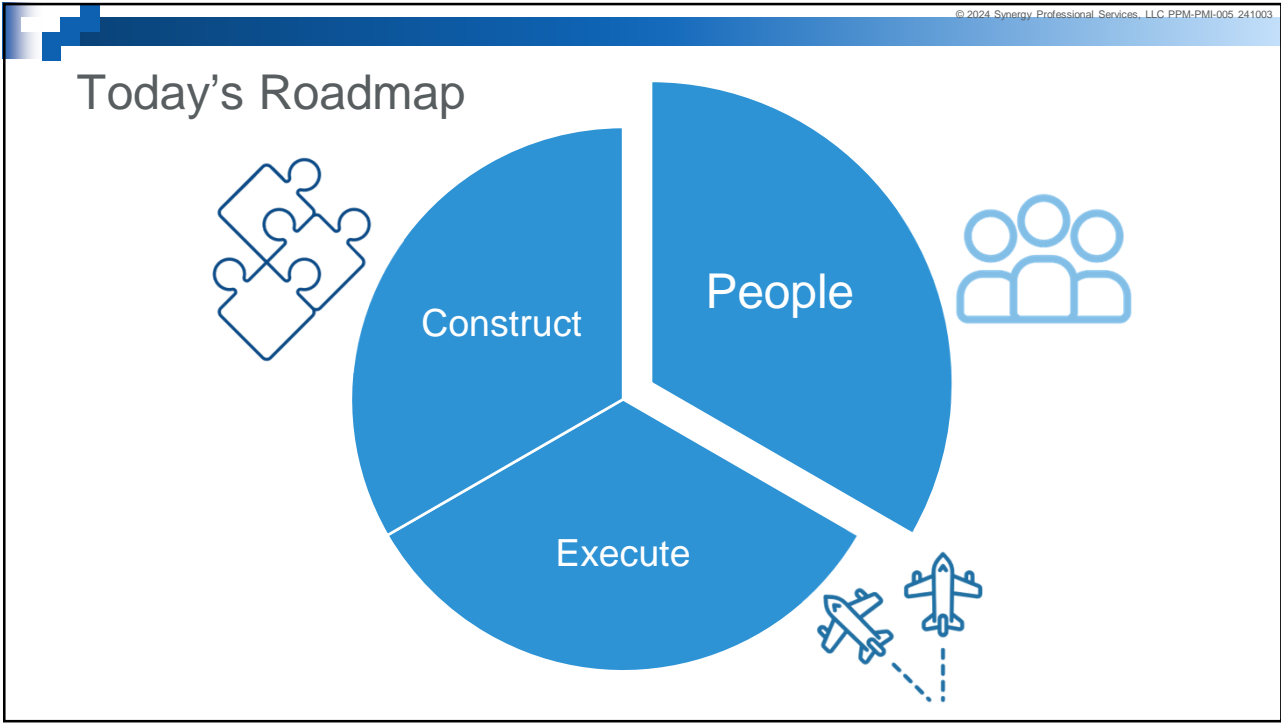 © 2024 Synergy Professional Services, LLC PPM-PMI-005 241003
Today’s Roadmap
People
Construct
Execute